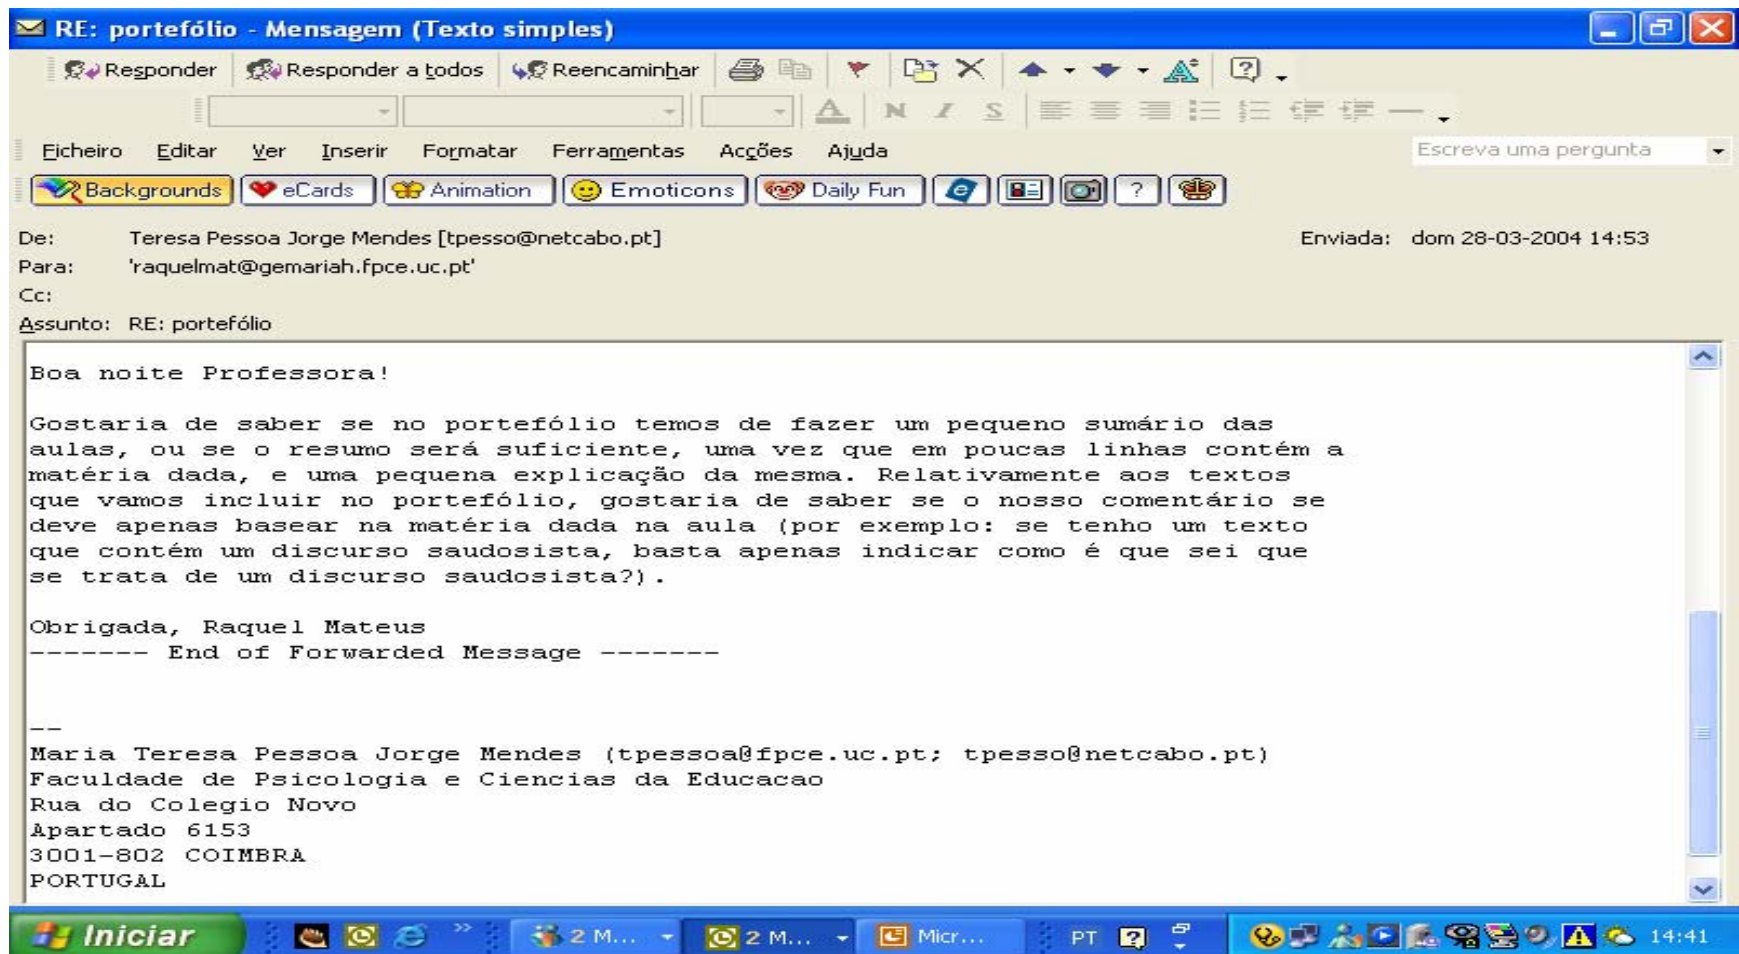 RE: portefólio - Mensagem (Texto simples)
Responder Responder a todos Reencaminhar
N I S
Ficheiro Editar Ver Inserir Formatar Ferramentas Acções Ajuda Escreva uma pergunta
Backgrounds eCards Animation Emoticons Daily Fun
De: Teresa Pessoa Jorge Mendes [tpesso@netcabo.pt] Enviada: dom 28-03-2004 14:53
Para: 'raquelmat@gemariah.fpce.uc.pt'
Cc:
Assunto: RE: portefólio
Boa noite Professora!
Gostaria de saber se no portefólio temos de fazer um pequeno sumário das
aulas, ou se o resumo será suficiente, uma vez que em poucas linhas contém a
matéria dada, e uma pequena explicação da mesma. Relativamente aos textos
que vamos incluir no portefólio, gostaria de saber se o nosso comentário se
deve apenas basear na matéria dada na aula (por exemplo: se tenho um texto
que contém um discurso saudosista, basta apenas indicar como é que sei que
se trata de um discurso saudosista?).
Obrigada, Raquel Mateus
------- End of Forwarded Message -------
--
Maria Teresa Pessoa Jorge Mendes (tpessoa@fpce.uc.pt; tpesso@netcabo.pt)
Faculdade de Psicologia e Ciencias da Educacao
Rua do Colegio Novo
Apartado 6153
3001-802 COIMBRA
PORTUGAL
Iniciar 2 M... 2 M... Micr... PT 14:41